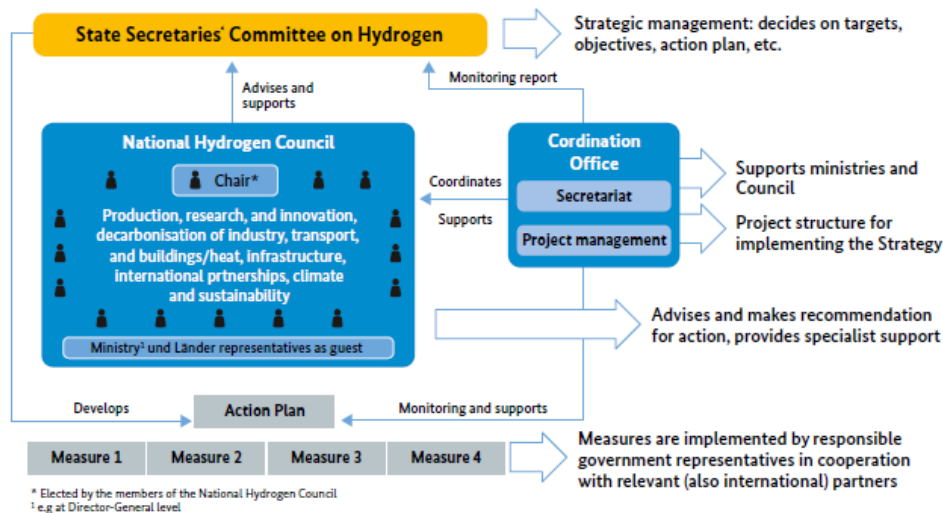 State Secretaries' Committee on Hydrogen
Strategic management: decides on targets,
objectives, action plan, etc.
Advises and
supports
Monitoring report
National Hydrogen Council
Chair*
Production, research, and innovation,
decarbonisation of industry, transport,
and buildings/heat, infrastructure,
international prtnerships, climate
and sustainability
Ministry¹ und Länder representatives as guest
Coordinates
Supports
Cordination
Office
Secretariat
Project management
Supports ministries and
Council
Project structure for
implementing the Strategy
Advises and makes recommendation
for action, provides specialist support
Develops
Action Plan
Monitoring and supports
Measure 1
Measure 2
Measure 3
Measure 4
Measures are implemented by responsible
government representatives in cooperation
with relevant (also international) partners
* Elected by the members of the National Hydrogen Council
¹ e.g at Director-General level